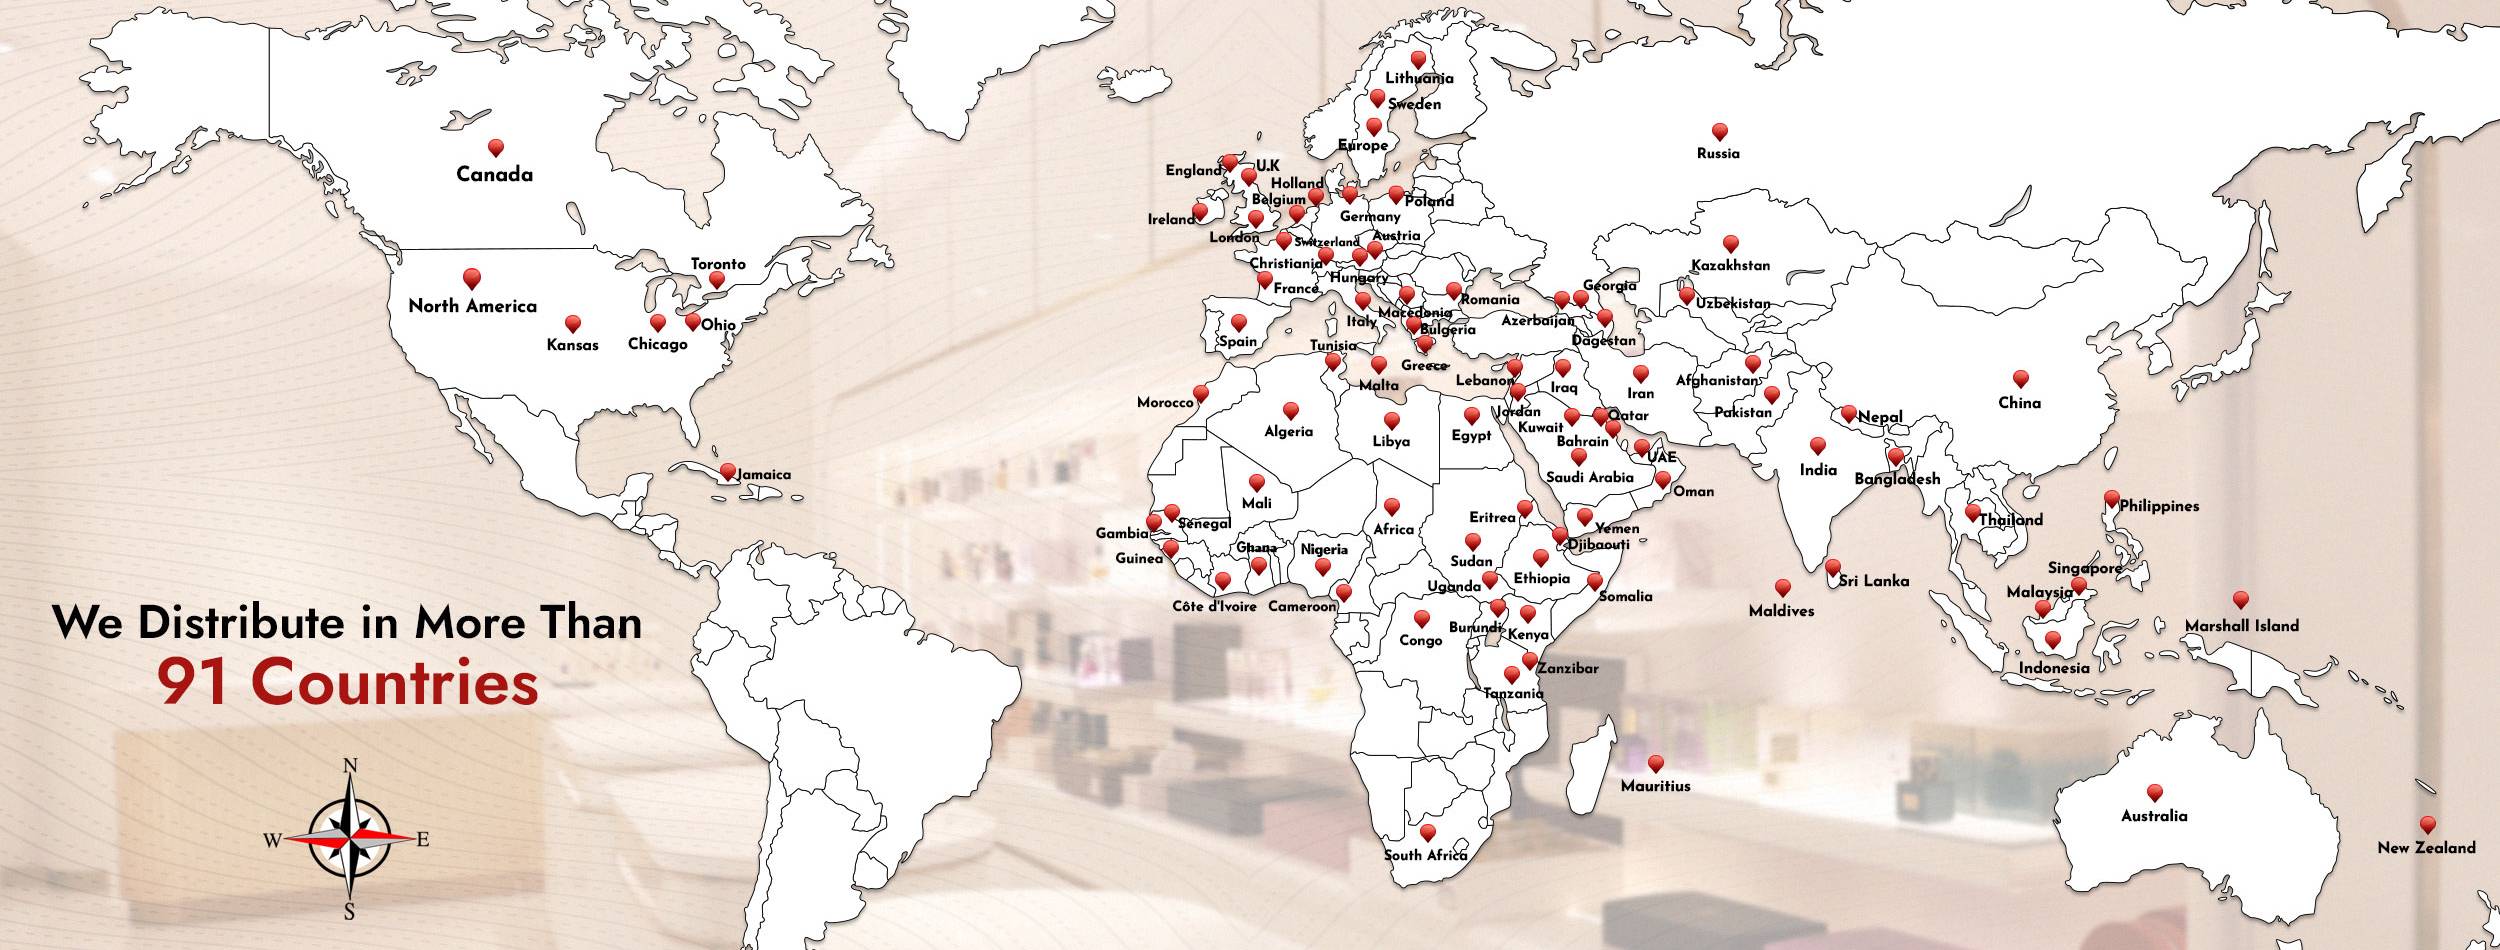 Canada
North America
Kansas
Toronto
Chicago
Ohio
Jamaica
We Distribute in More Than
91 Countries
N
W
E
S
Lithuania
Sweden
Europe
England
U.K
Holland
Belgium
Poland
Ireland
Germany
London
Switzerland
Austria
Christiania
Hungary
France
Romania
Macedonia
Italy
Bulgeria
Spain
Tunisia
Greece
Malta
Georgia
Azerbaijan
Dagestan
Russia
Kazakhstan
Uzbekistan
Lebanon
Iraq
Iran
Afghanistan
Pakistan
Jordan
Kuwait
Qatar
Bahrain
UAE
Saudi Arabia
Oman
Yemen
Morocco
Algeria
Libya
Egypt
Mali
Senegal
Gambia
Guinea
Ghana
Nigeria
Africa
Eritrea
Djibaouti
Sudan
Ethiopia
Uganda
Somalia
Côte d'Ivoire
Cameroon
Congo
Burundi
Kenya
Zanzibar
Tanzania
Mauritius
South Africa
Nepal
China
India
Bangladesh
Thailand
Philippines
Sri Lanka
Maldives
Singapore
Malaysia
Indonesia
Marshall Island
Australia
New Zealand